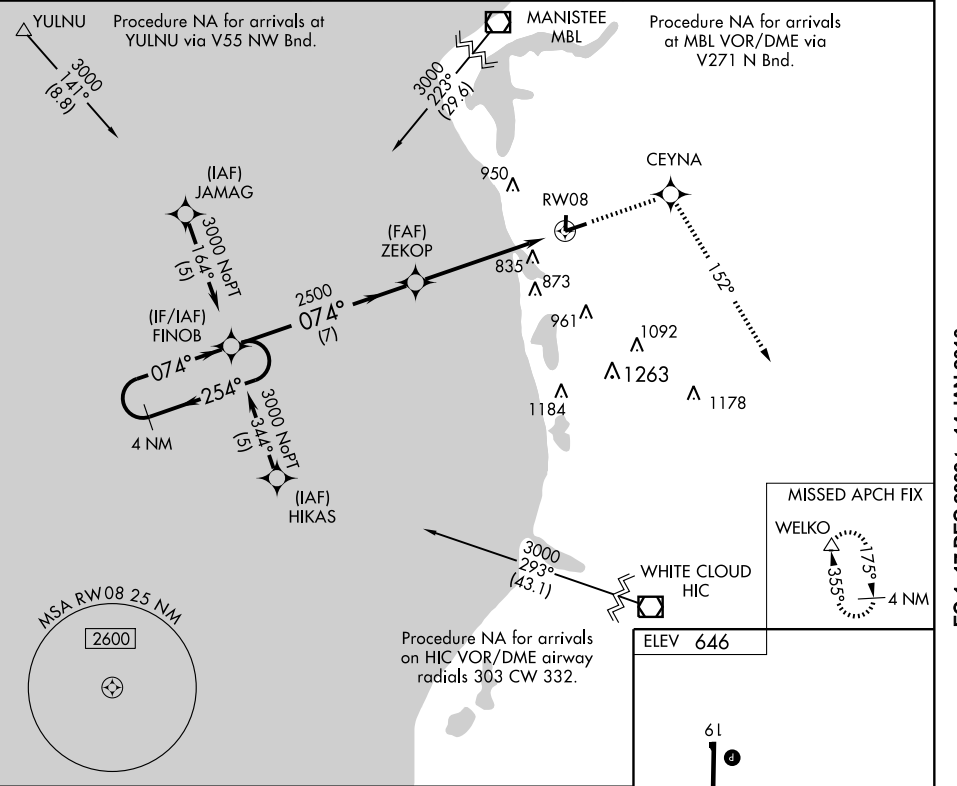 YULNU
Procedure NA for arrivals at
YULNU via V55 NW Bnd.
MANISTEE
MBL
Procedure NA for arrivals
at MBL VOR/DME via
V271 N Bnd.
3000
141°
(8.8)
3000
223°
(29.6)
(IAF)
JAMAG
3000 NoPT
164°
(5)
950
CEYNA
RW08
(FAF)
ZEKOP
835
873
152°
2500
074°
(7)
(IF/IAF)
FINOB
961
1092
1263
074°
254°
4 NM
1184
1178
3000 NoPT
344°
(5)
(IAF)
HIKAS
MISSED APCH FIX
WELKO
175°
355°
4 NM
3000
293°
(43.1)
WHITE CLOUD
HIC
MSA RW08 25 NM
2600
Procedure NA for arrivals
on HIC VOR/DME airway
radials 303 CW 332.
ELEV 646
19
P